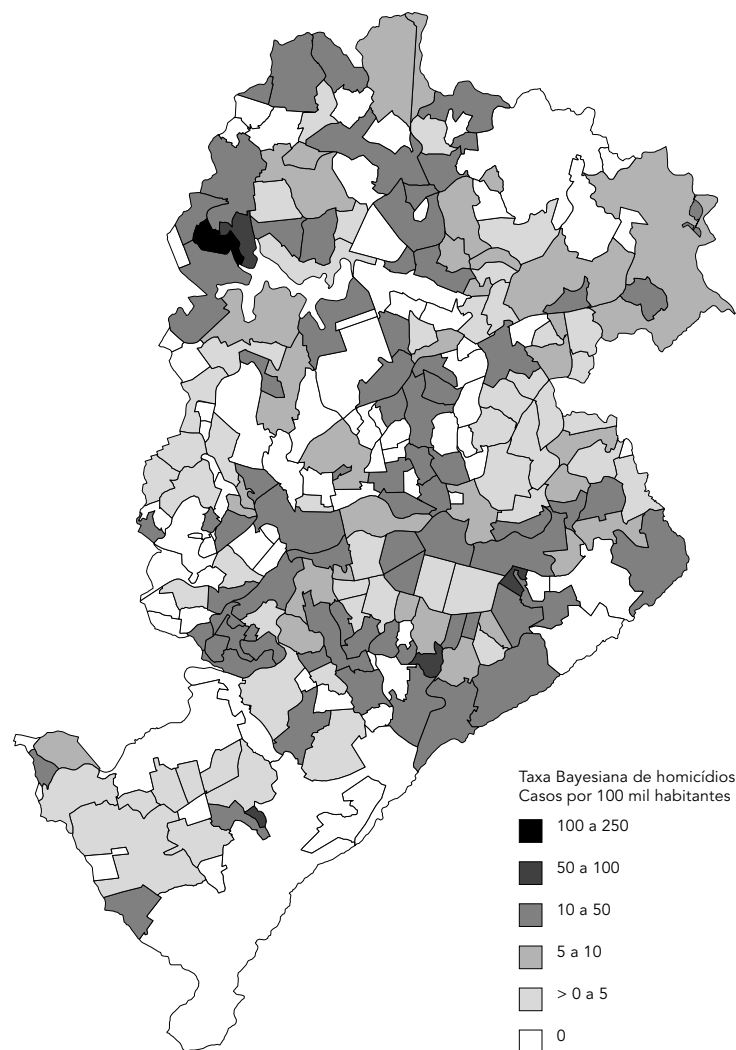 Taxa Bayesiana de homicídios
Casos por 100 mil habitantes
100 a 250
50 a 100
10 a 50
5 a 10
> 0 a 5
0